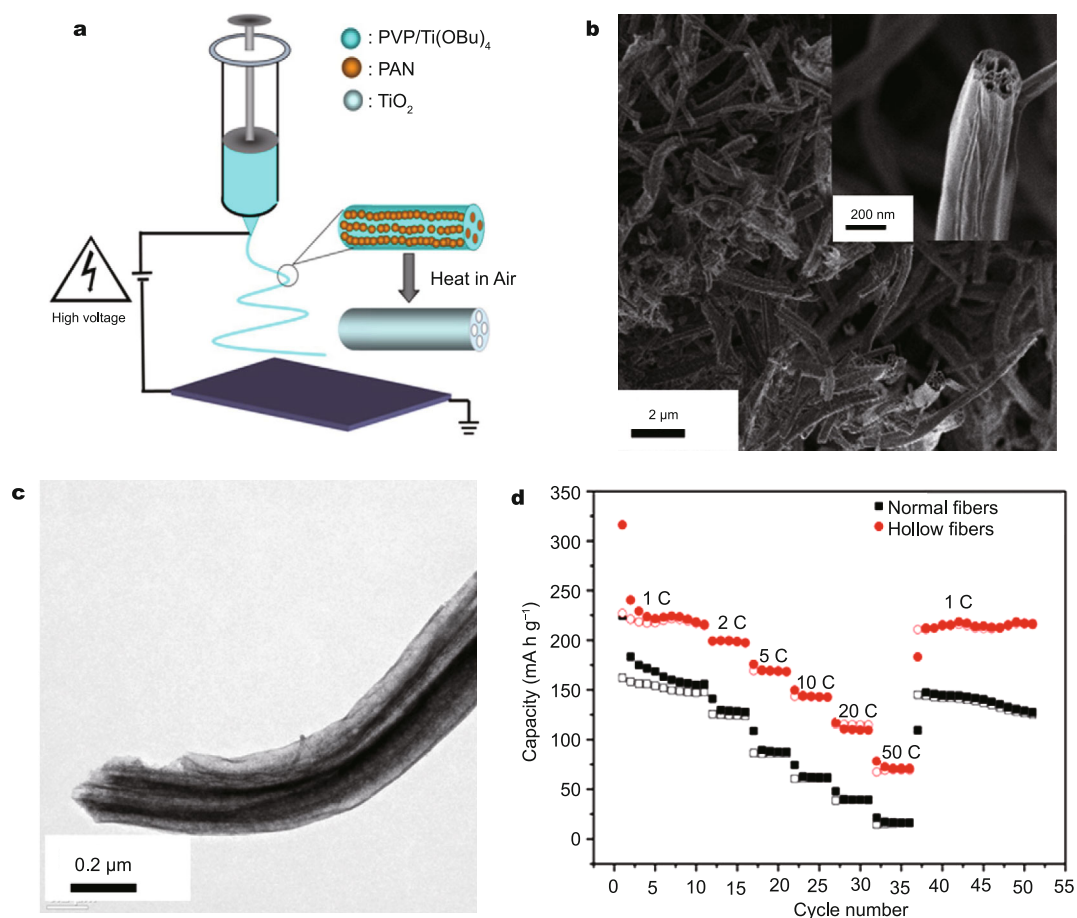 a
: PVP/Ti(OBu)₄
: PAN
: TiO₂
Heat in Air
High voltage
b
200 nm
2 μm
c
0.2 μm
d
Normal fibers
Hollow fibers
1 C
2 C
5 C
10 C
20 C
50 C
1 C
Capacity (mA h g⁻¹)
350
300
250
200
150
100
50
0
0 5 10 15 20 25 30 35 40 45 50 55
Cycle number